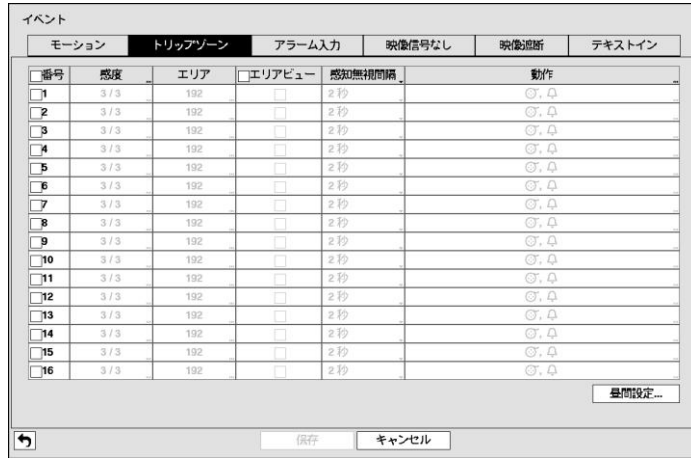 イベント
モーション トリップゾーン アラーム入力 映像信号なし 映像遮断 テキストイン
番号 感度 エリア エリアビュー 感知無視間隔 動作
1 3 / 3 192 2 秒
2 3 / 3 192 2 秒
3 3 / 3 192 2 秒
4 3 / 3 192 2 秒
5 3 / 3 192 2 秒
6 3 / 3 192 2 秒
7 3 / 3 192 2 秒
8 3 / 3 192 2 秒
9 3 / 3 192 2 秒
10 3 / 3 192 2 秒
11 3 / 3 192 2 秒
12 3 / 3 192 2 秒
13 3 / 3 192 2 秒
14 3 / 3 192 2 秒
15 3 / 3 192 2 秒
16 3 / 3 192 2 秒
昼間設定...
保存 キャンセル